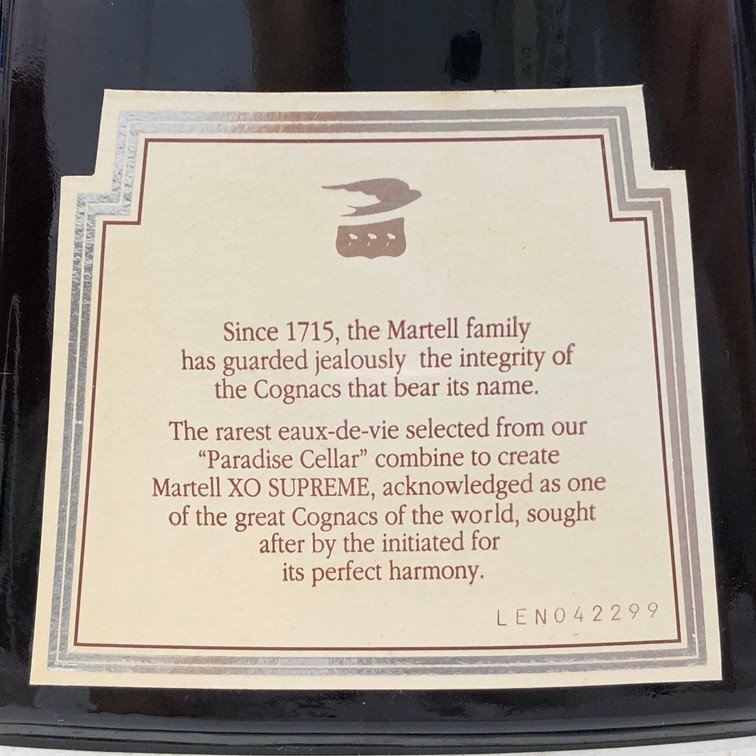 Since 1715, the Martell family
has guarded jealously the integrity of
the Cognacs that bear its name.
The rarest eaux-de-vie selected from our
“Paradise Cellar” combine to create
Martell XO SUPREME, acknowledged as one
of the great Cognacs of the world, sought
after by the initiated for
its perfect harmony.
LEN042299